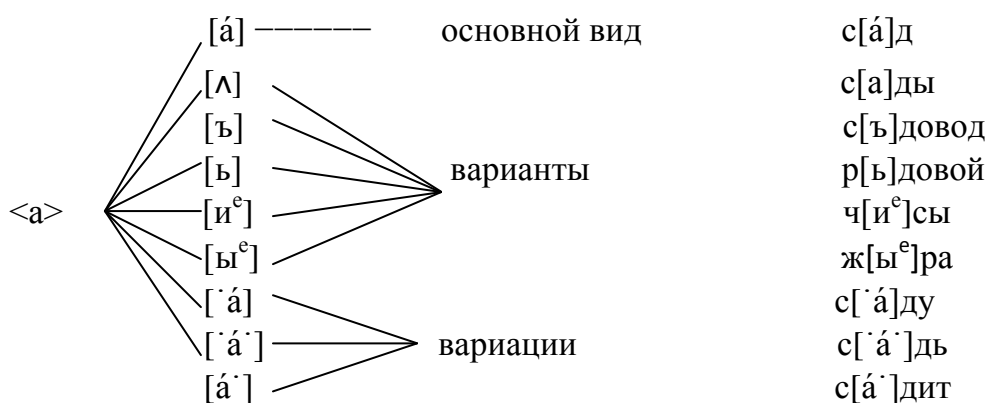 [á] основной вид с[á]д
[ʌ] с[а]ды
[ъ] с[ъ]довод
[ь] варианты р[ь]довой
<а> [иᵉ] ч[иᵉ]сы
[ыᵉ] ж[ыᵉ]ра
[˙á] с[˙á]ду
[˙á˙] вариации с[˙á˙]дь
[á˙] с[á˙]дит